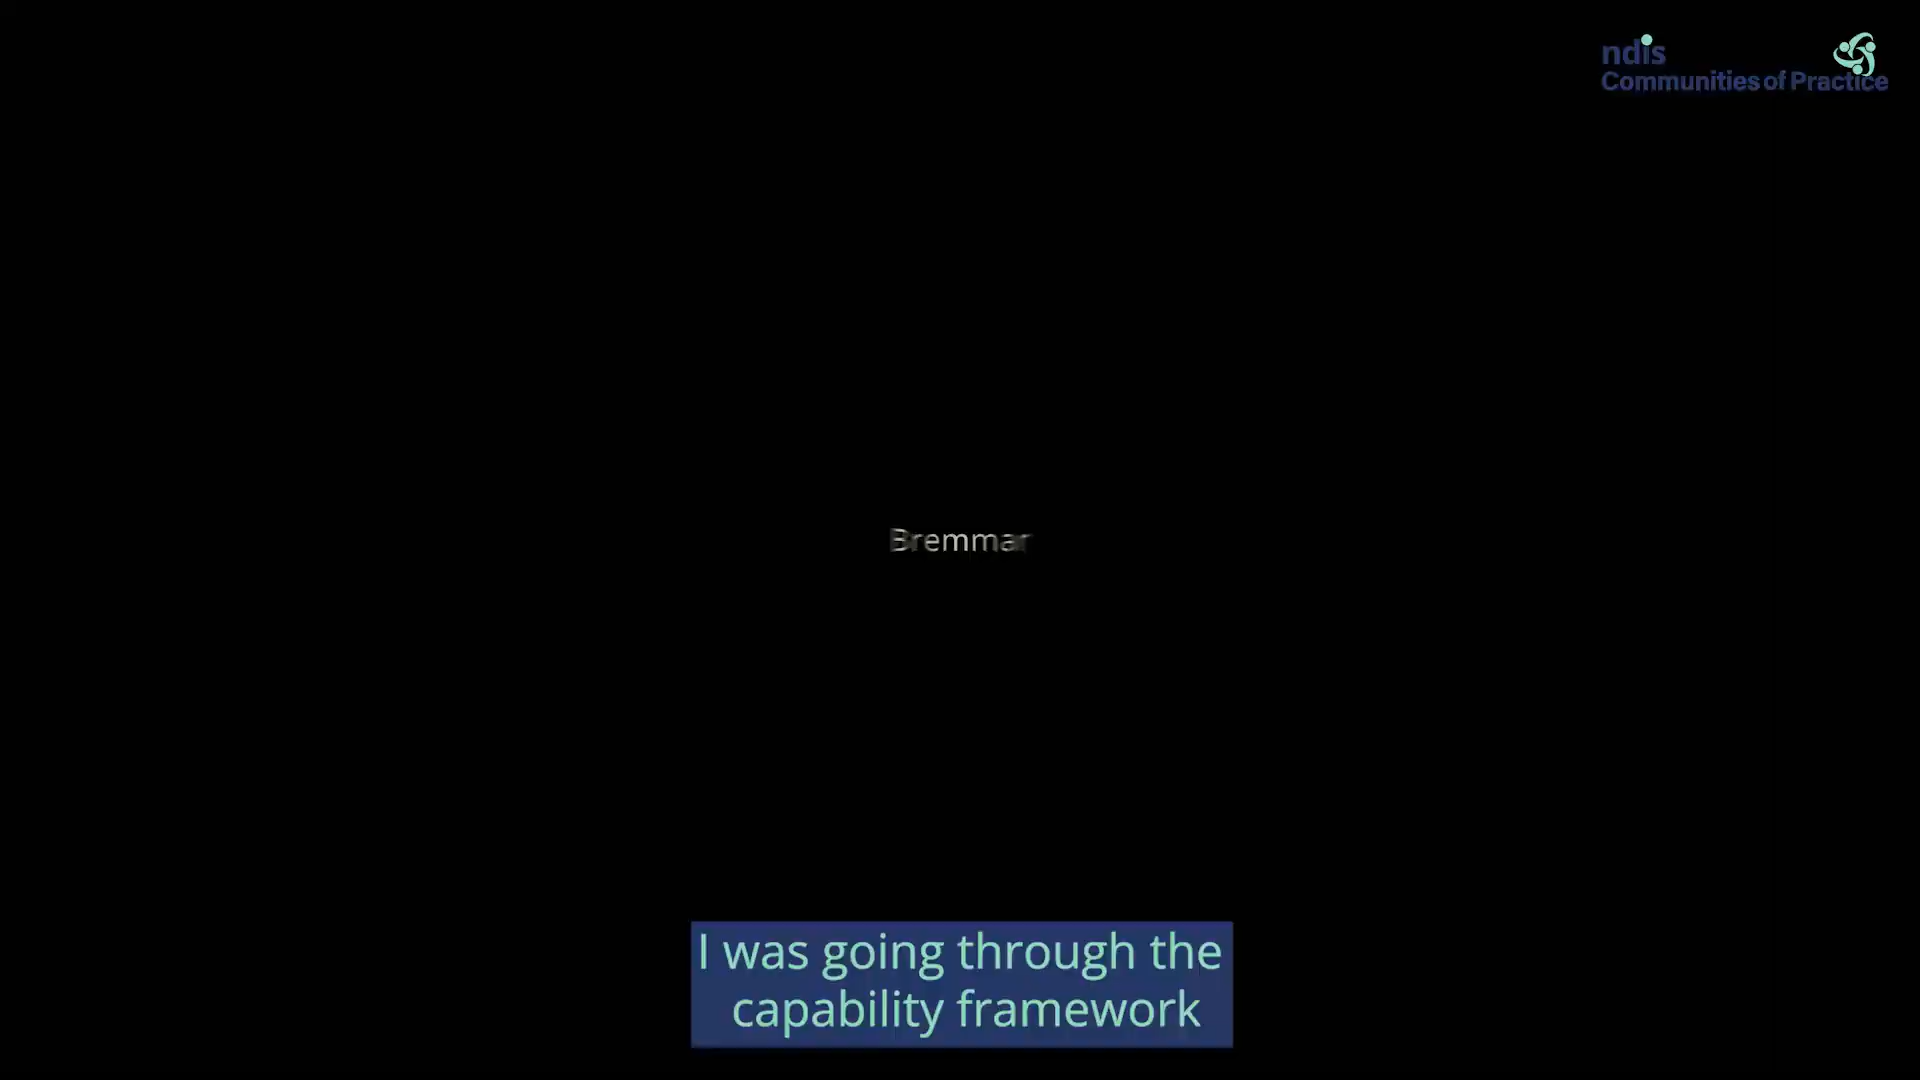 ndis
Communities of Practice
Bremmar
I was going through the
capability framework